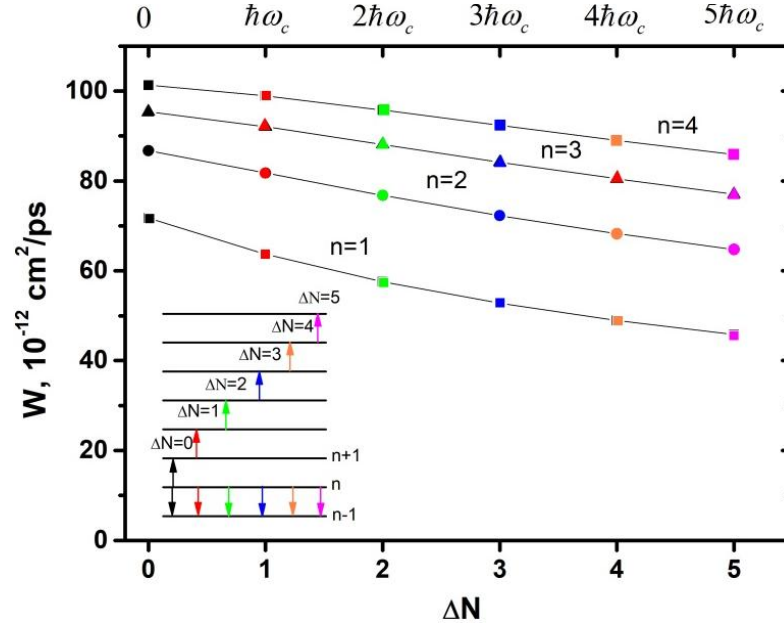 0 ℏω_c 2ℏω_c 3ℏω_c 4ℏω_c 5ℏω_c
100
80
60
40
20
0
W, 10⁻¹² cm²/ps
n=4
n=3
n=2
n=1
ΔN=5
ΔN=4
ΔN=3
ΔN=2
ΔN=1
ΔN=0
n+1
n
n-1
0 1 2 3 4 5
ΔN